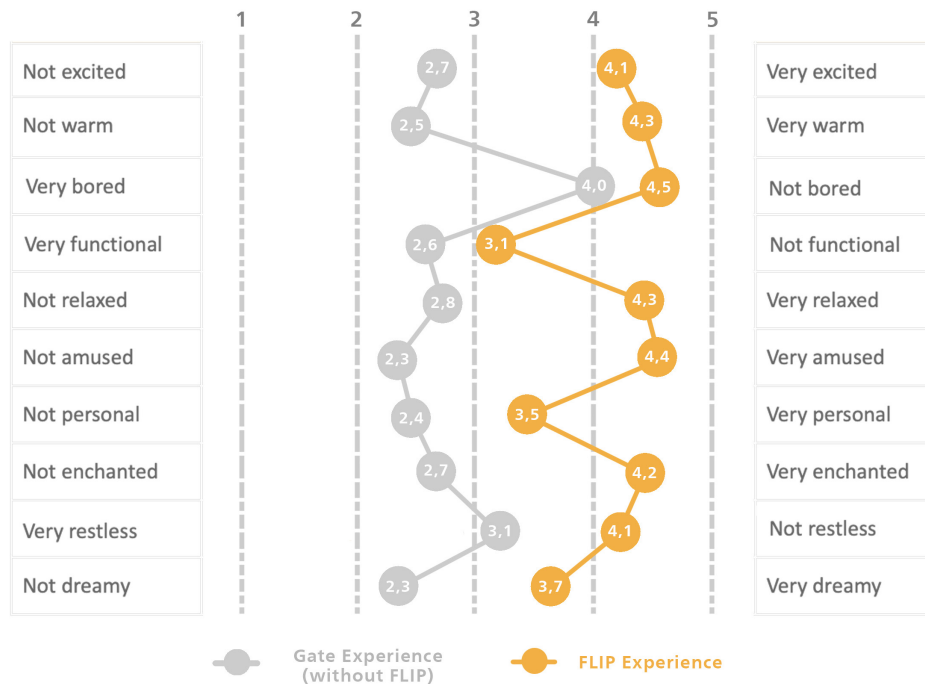 1 2 3 4 5
Not excited 2,7 4,1 Very excited
Not warm 2,5 4,3 Very warm
Very bored 4,0 4,5 Not bored
Very functional 2,6 3,1 Not functional
Not relaxed 2,8 4,3 Very relaxed
Not amused 2,3 4,4 Very amused
Not personal 2,4 3,5 Very personal
Not enchanted 2,7 4,2 Very enchanted
Very restless 3,1 4,1 Not restless
Not dreamy 2,3 3,7 Very dreamy
Gate Experience
(without FLIP)
FLIP Experience